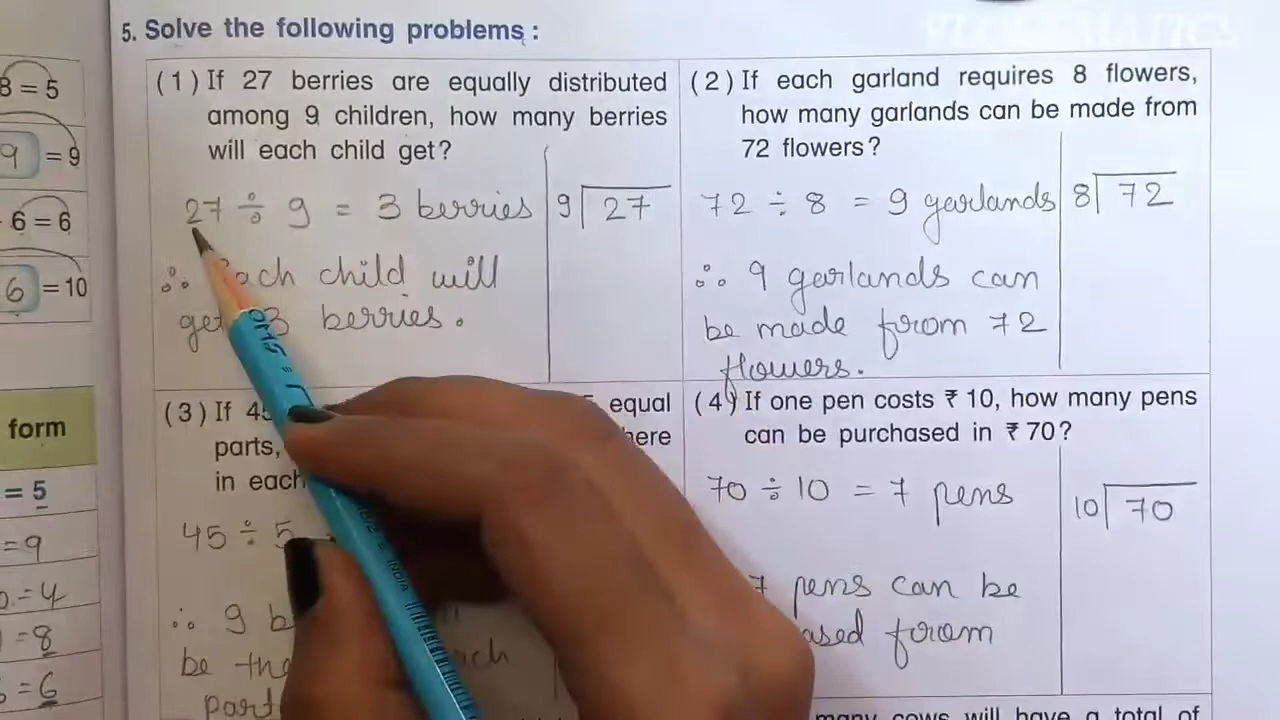 5. Solve the following problems :
8 = 5
9 = 9
6 = 6
6 = 10
form
= 5
= 9
= 4
= 8
= 6
(1) If 27 berries are equally distributed
among 9 children, how many berries
will each child get?
27 ÷ 9 = 3 berries
9 27
∴ Each child will
get 3 berries.
(2) If each garland requires 8 flowers,
how many garlands can be made from
72 flowers?
72 ÷ 8 = 9 garlands
8 72
∴ 9 garlands can
be made from 72
flowers.
(3) If 45 equal
parts, here
in each
45 ÷ 5
∴ 9 b
be the each
part
(4) If one pen costs ₹ 10, how many pens
can be purchased in ₹ 70?
70 ÷ 10 = 7 pens
10 70
7 pens can be
ased from
many cows will have a total of